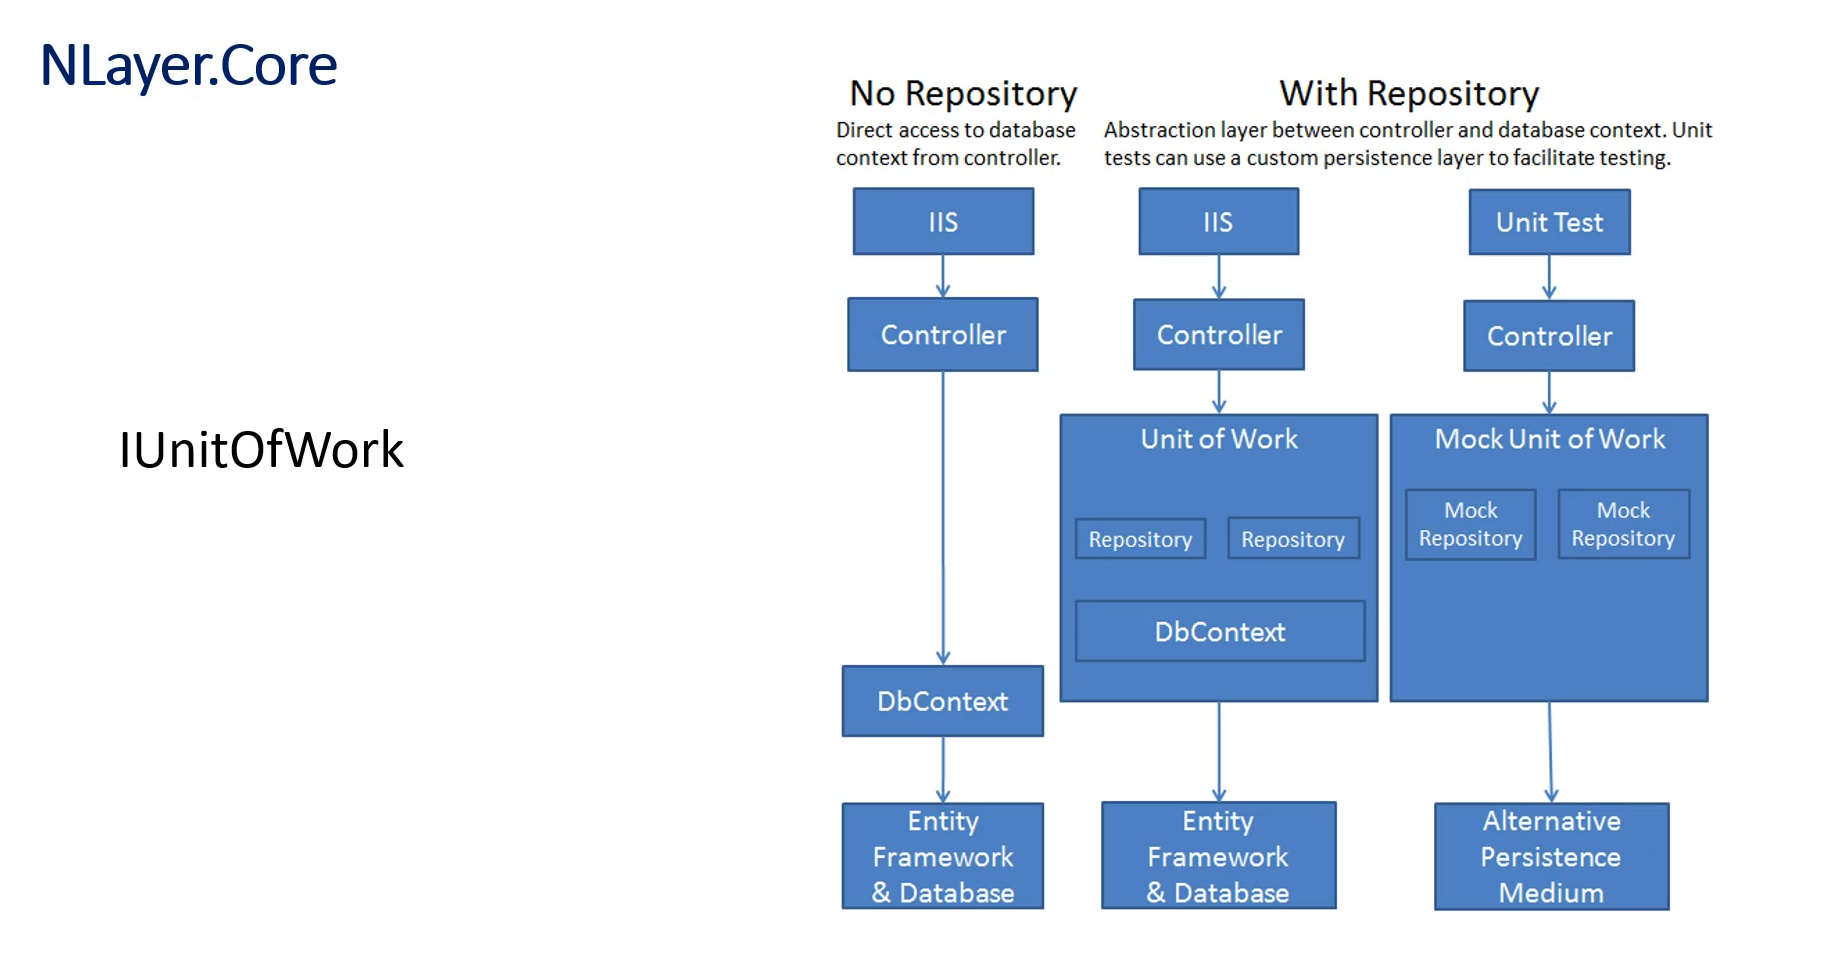 NLayer.Core
IUnitOfWork
No Repository
Direct access to database
context from controller.
With Repository
Abstraction layer between controller and database context. Unit
tests can use a custom persistence layer to facilitate testing.
IIS
Controller
DbContext
Entity
Framework
& Database
IIS
Controller
Unit of Work
Repository
Repository
DbContext
Entity
Framework
& Database
Unit Test
Controller
Mock Unit of Work
Mock
Repository
Mock
Repository
Alternative
Persistence
Medium